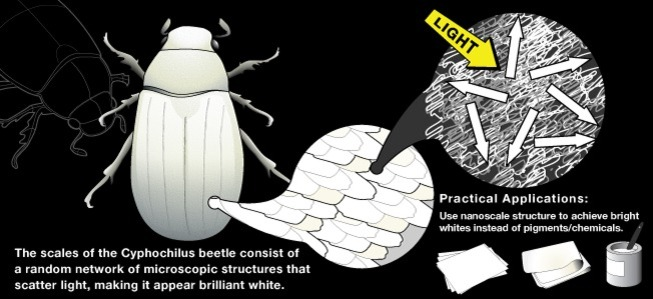 LIGHT
Practical Applications:
Use nanoscale structure to achieve bright
whites instead of pigments/chemicals.
The scales of the Cyphochilus beetle consist of
a random network of microscopic structures that
scatter light, making it appear brilliant white.